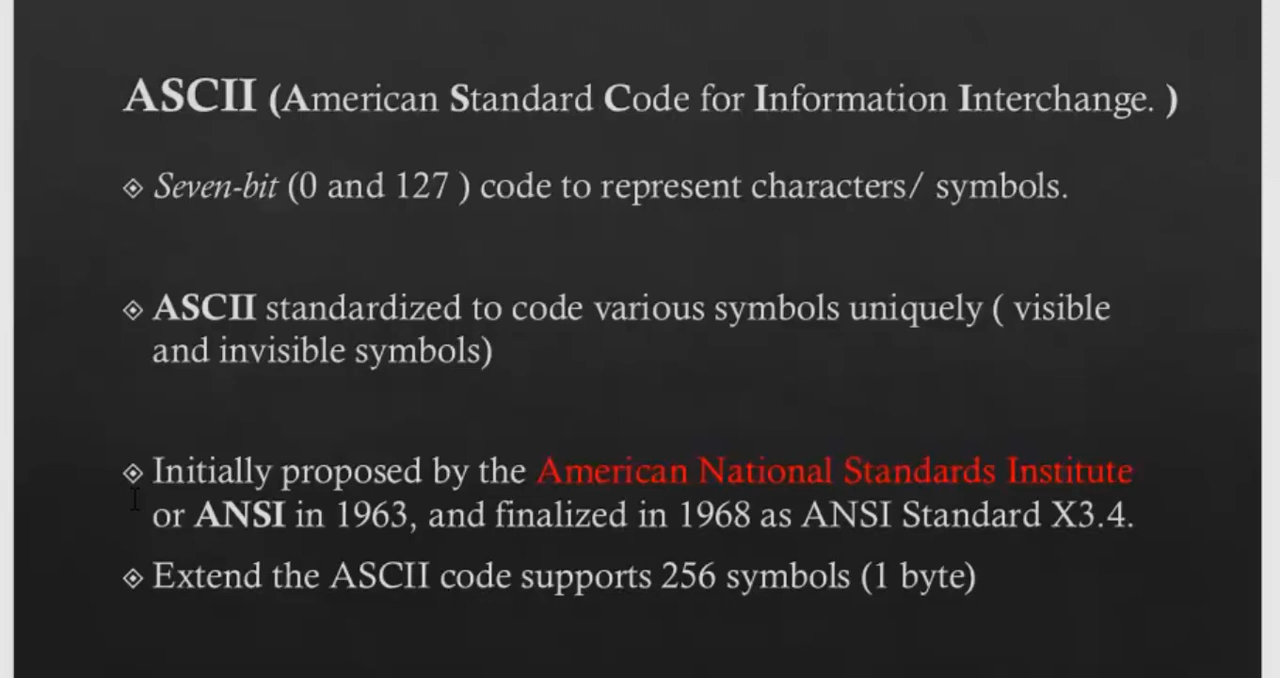 ASCII (American Standard Code for Information Interchange. )
Seven-bit (0 and 127 ) code to represent characters/ symbols.
ASCII standardized to code various symbols uniquely ( visible
and invisible symbols)
Initially proposed by the American National Standards Institute
or ANSI in 1963, and finalized in 1968 as ANSI Standard X3.4.
Extend the ASCII code supports 256 symbols (1 byte)